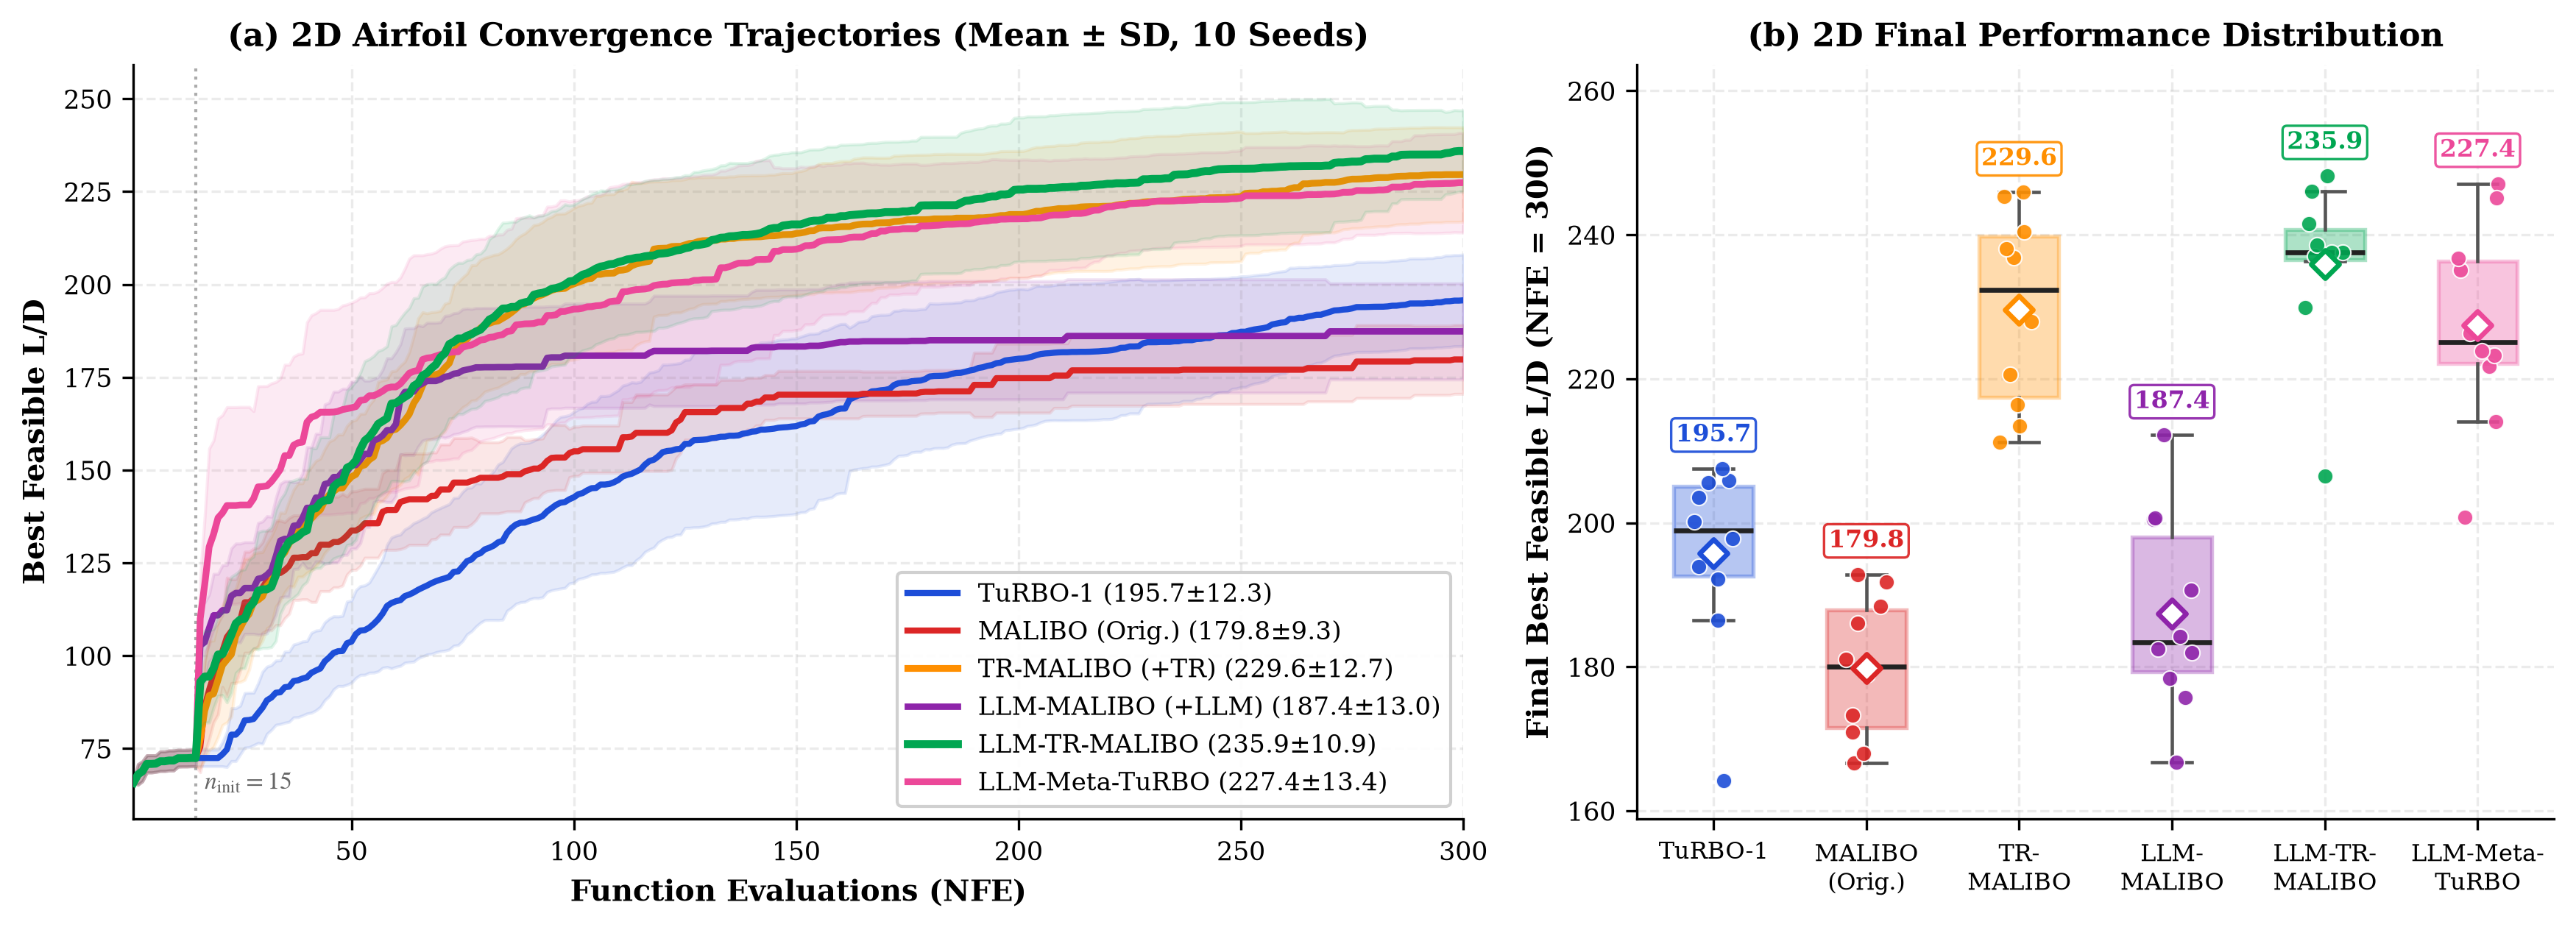 (a) 2D Airfoil Convergence Trajectories (Mean ± SD, 10 Seeds)
Best Feasible L/D
250
225
200
175
150
125
100
75
n_init = 15
TuRBO-1 (195.7±12.3)
MALIBO (Orig.) (179.8±9.3)
TR-MALIBO (+TR) (229.6±12.7)
LLM-MALIBO (+LLM) (187.4±13.0)
LLM-TR-MALIBO (235.9±10.9)
LLM-Meta-TuRBO (227.4±13.4)
50 100 150 200 250 300
Function Evaluations (NFE)
(b) 2D Final Performance Distribution
Final Best Feasible L/D (NFE = 300)
260
240
220
200
180
160
195.7
179.8
229.6
187.4
235.9
227.4
TuRBO-1
MALIBO
(Orig.)
TR-
MALIBO
LLM-
MALIBO
LLM-TR-
MALIBO
LLM-Meta-
TuRBO